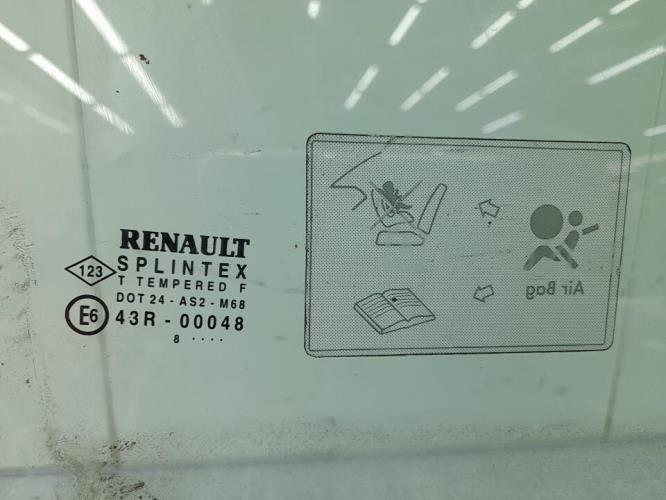 RENAULT
123
SPLINTEX
T TEMPERED F
DOT 24 - AS2 - M68
E6
43R - 00048
8 ....
Air Bag